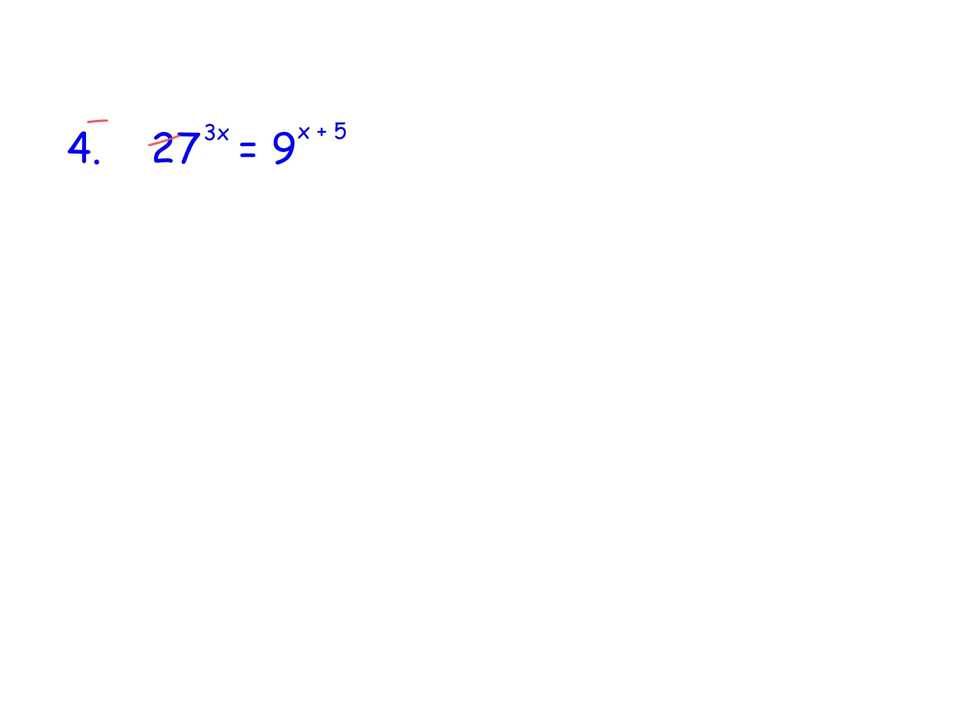 4. 27^{3x} = 9^{x + 5}